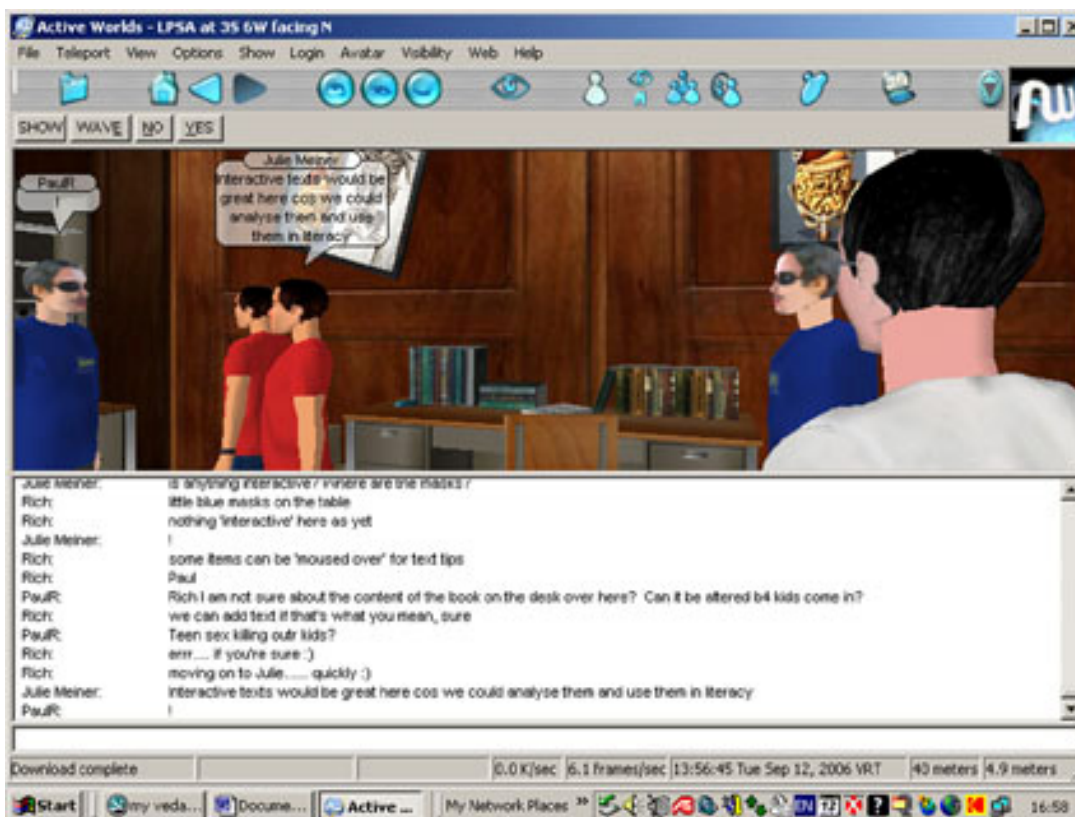 Active Worlds - LPSA at 3S 6W facing N
File Teleport View Options Show Login Avatar Visibility Web Help
AW
SHOW WAVE NO YES
PaulR
!
Julie Meiner
Interactive texts would be
great here cos we could
analyse them and use
them in literacy
Julie Meiner: is anything interactive? Where are the masks?
Rich: little blue masks on the table
Rich: nothing 'interactive' here as yet
Julie Meiner: !
Rich: some items can be 'moused over' for text tips
Rich: Paul
PaulR: Rich I am not sure about the content of the book on the desk over here? Can it be altered b4 kids come in?
Rich: we can add text if that's what you mean, sure
PaulR: Teen sex killing outr kids?
Rich: errr.... if you're sure :)
Rich: moving on to Julie...... quickly :)
Julie Meiner: Interactive texts would be great here cos we could analyse them and use them in literacy
PaulR: !
Download complete 0.0 K/sec 6.1 frames/sec 13:56:45 Tue Sep 12, 2006 VRT 40 meters 4.9 meters
Start my veda... Docume... Active ... My Network Places » EN 16:58